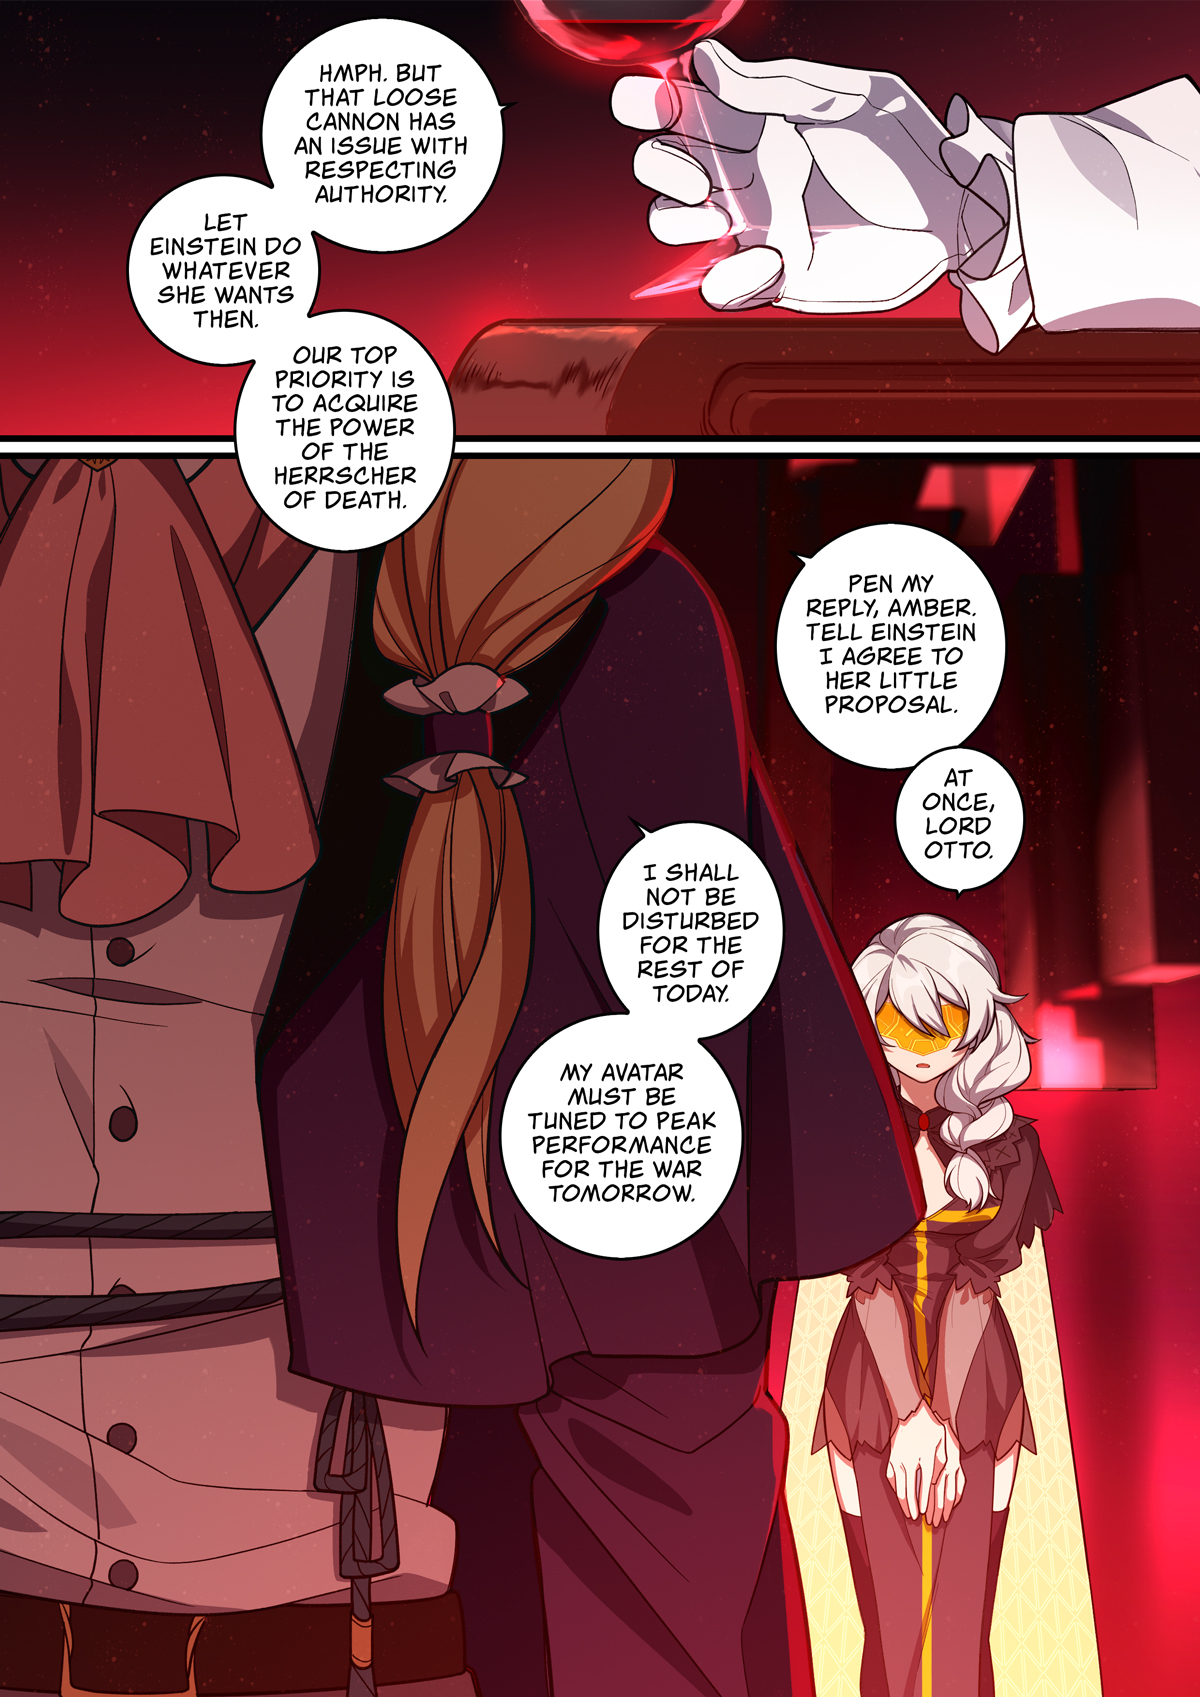 HMPH. BUT
THAT LOOSE
CANNON HAS
AN ISSUE WITH
RESPECTING
AUTHORITY.
LET
EINSTEIN DO
WHATEVER
SHE WANTS
THEN.
OUR TOP
PRIORITY IS
TO ACQUIRE
THE POWER
OF THE
HERRSCHER
OF DEATH.
PEN MY
REPLY, AMBER.
TELL EINSTEIN
I AGREE TO
HER LITTLE
PROPOSAL.
AT
ONCE,
LORD
OTTO.
I SHALL
NOT BE
DISTURBED
FOR THE
REST OF
TODAY.
MY AVATAR
MUST BE
TUNED TO PEAK
PERFORMANCE
FOR THE WAR
TOMORROW.